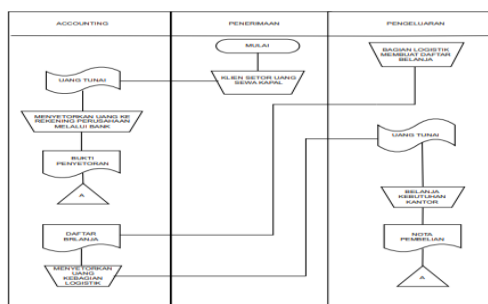 ACCOUNTING
PENERIMAAN
PENGELUARAN
MULAI
BAGIAN LOGISTIK
MEMBUAT DAFTAR
BELANJA
UANG TUNAI
KLIEN SETOR UANG
SEWA KAPAL
MENYETORKAN UANG KE
REKENING PERUSAHAAN
MELALUI BANK
UANG TUNAI
BUKTI
PENYETORAN
A
BELANJA
KEBUTUHAN
KANTOR
DAFTAR
BRLANJA
NOTA
PEMBELIAN
MENYETORKAN
UANG
KEBAGIAN
LOGISTIK
A